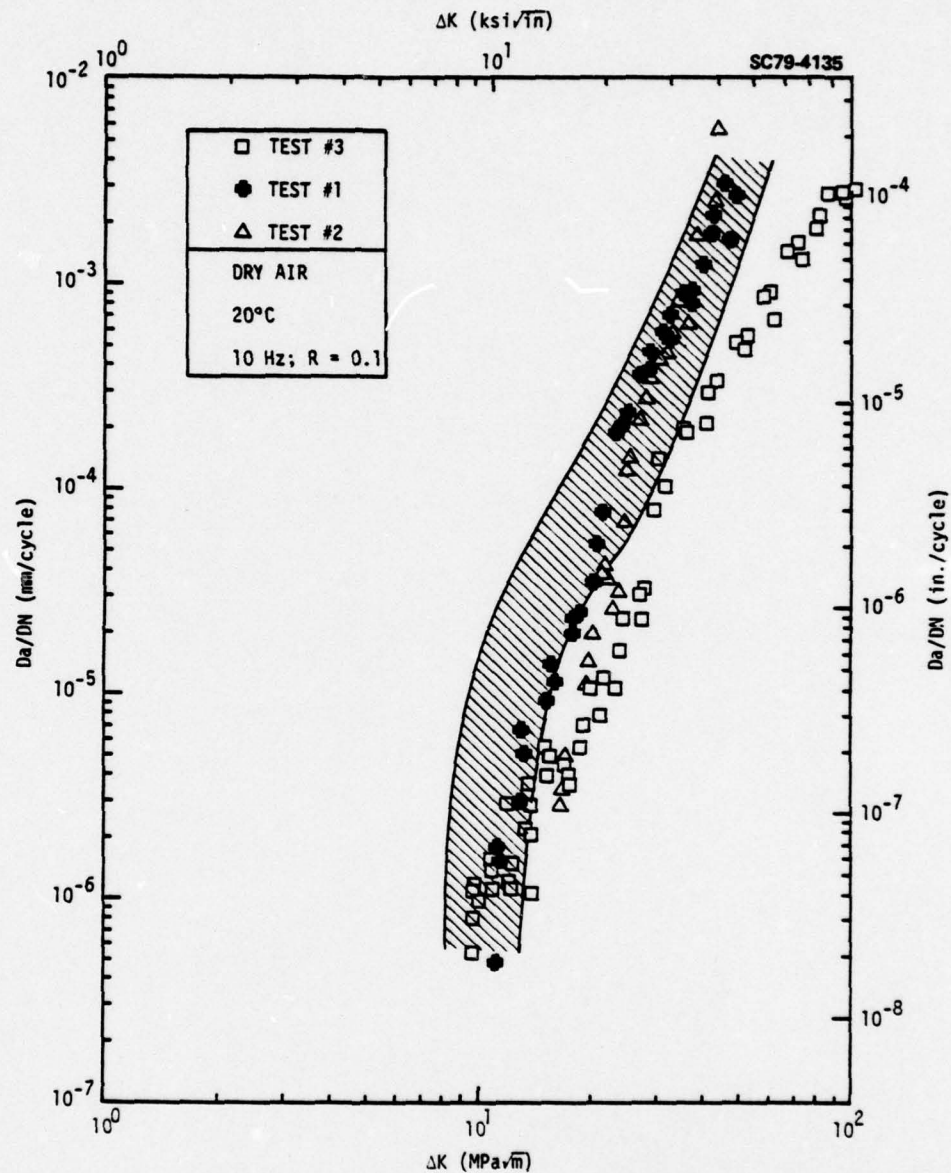 ΔK (ksi√in)
10⁰
10¹
SC79-4135
10⁻²
□ TEST #3
TEST #1
△ TEST #2
DRY AIR
20°C
10 Hz; R = 0.1
10⁻⁴
10⁻³
10⁻⁵
10⁻⁴
Da/DN (mm/cycle)
Da/DN (in./cycle)
10⁻⁶
10⁻⁵
10⁻⁷
10⁻⁶
10⁻⁸
10⁻⁷
10⁰
10¹
10²
ΔK (MPa√m)